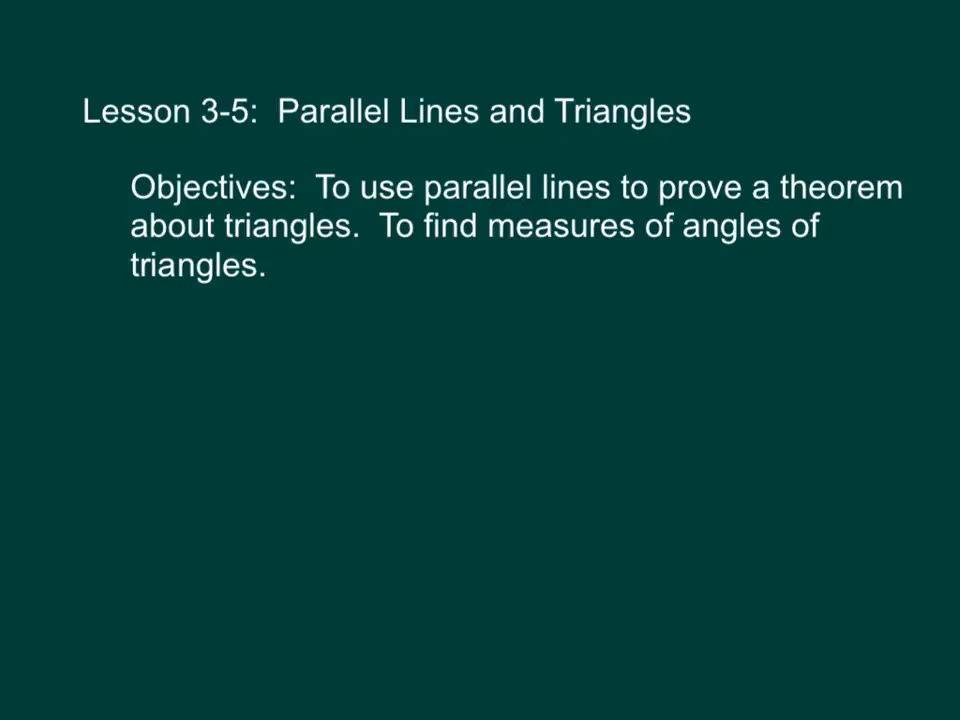 Lesson 3-5:  Parallel Lines and Triangles
Objectives:  To use parallel lines to prove a theorem
about triangles.  To find measures of angles of
triangles.